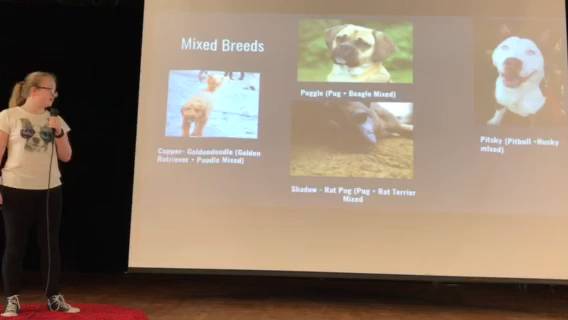 Mixed Breeds
Copper- Goldendoodle (Golden
Retriever + Poodle Mixed)
Puggle (Pug + Beagle Mixed)
Shadow - Rat Pug (Pug + Rat Terrier
Mixed
Pitsky (Pitbull +Husky
mixed)